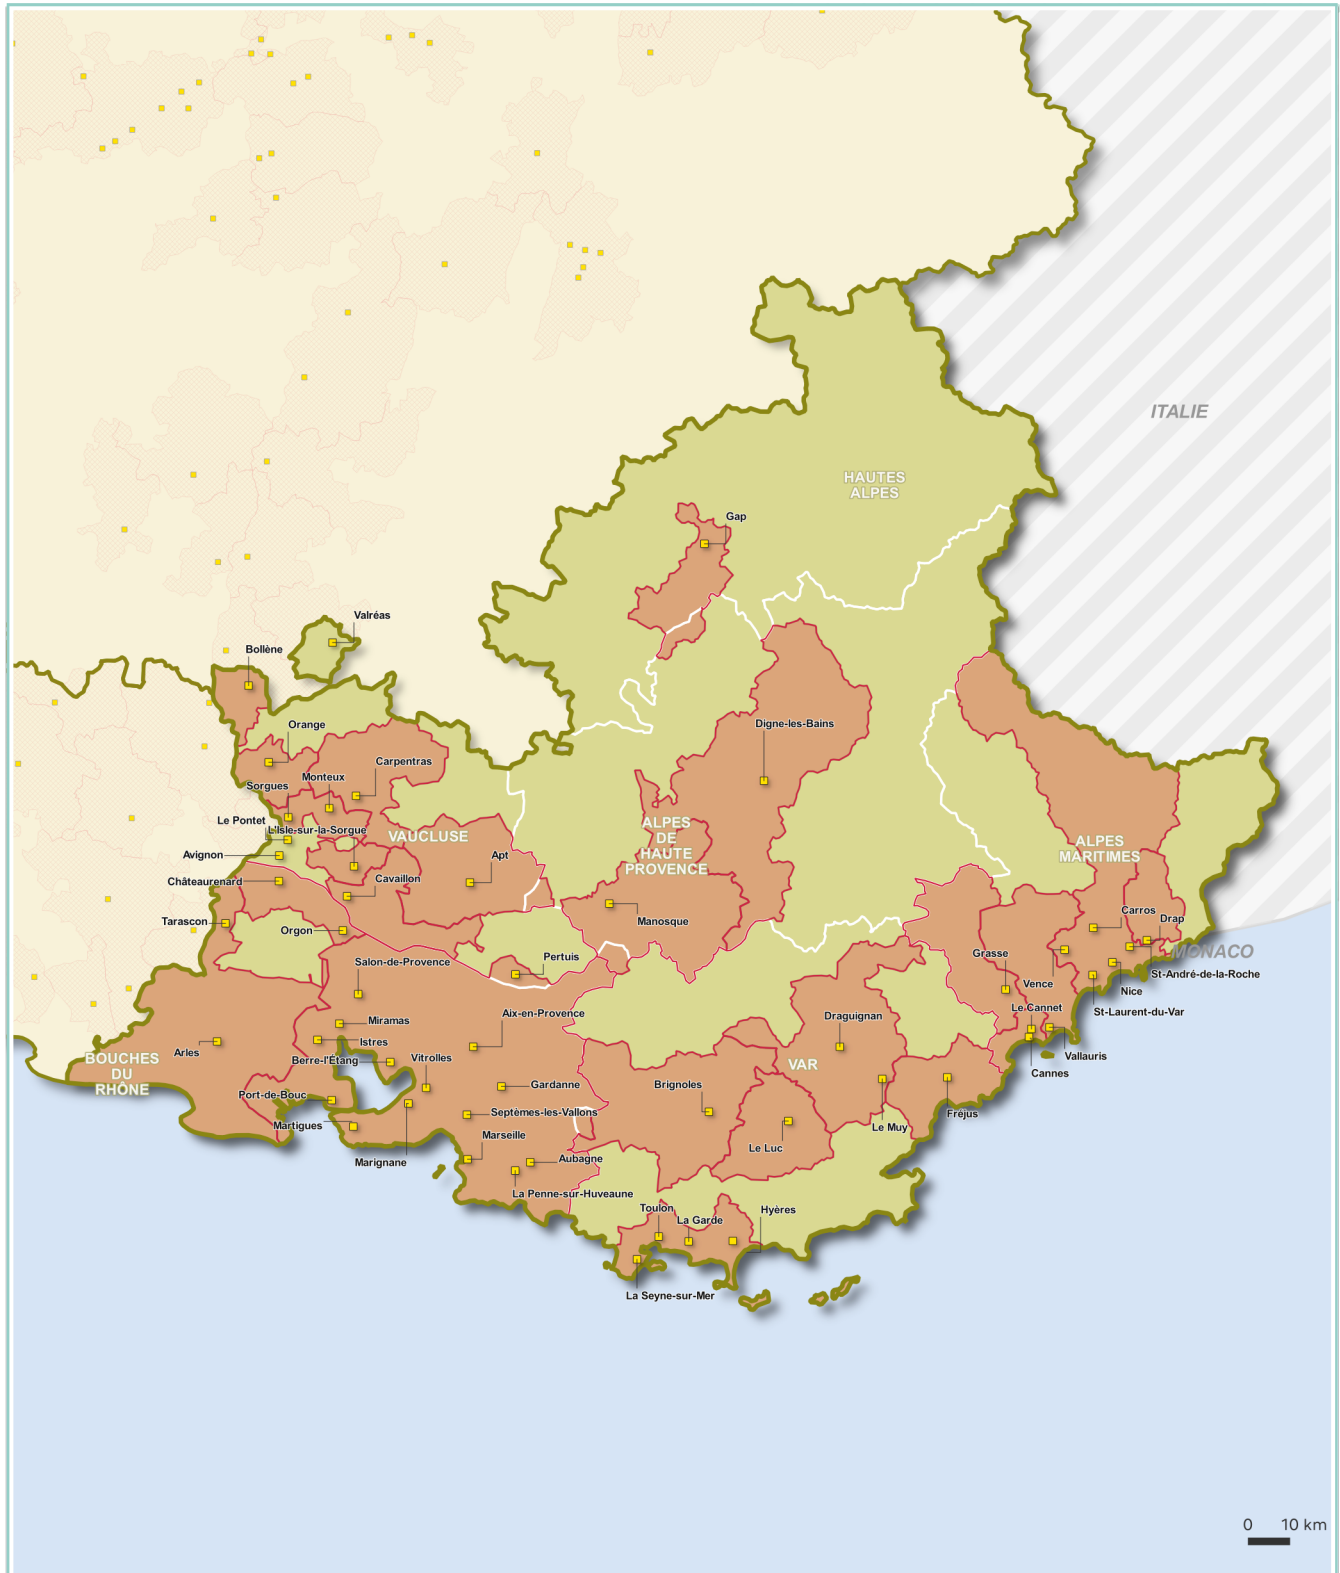 ITALIE
HAUTES
ALPES
Gap
Valréas
Bollène
Orange
Digne-les-Bains
Carpentras
Monteux
Sorgues
Le Pontet
L'Isle-sur-la-Sorgue
VAUCLUSE
ALPES
DE
HAUTE
PROVENCE
ALPES
MARITIMES
Avignon
Apt
Châteaurenard
Cavaillon
Carros
Drap
Tarascon
Orgon
Manosque
MONACO
Grasse
Pertuis
Salon-de-Provence
St-André-de-la-Roche
Vence
Nice
Le Cannet
St-Laurent-du-Var
Aix-en-Provence
Draguignan
Miramas
Istres
Arles
BOUCHES
DU
RHÔNE
Berre-l'Étang
Vitrolles
VAR
Vallauris
Cannes
Gardanne
Brignoles
Port-de-Bouc
Septèmes-les-Vallons
Fréjus
Martigues
Le Muy
Marseille
Le Luc
Marignane
Aubagne
La Penne-sur-Huveaune
Toulon
La Garde
Hyères
La Seyne-sur-Mer
0 10 km